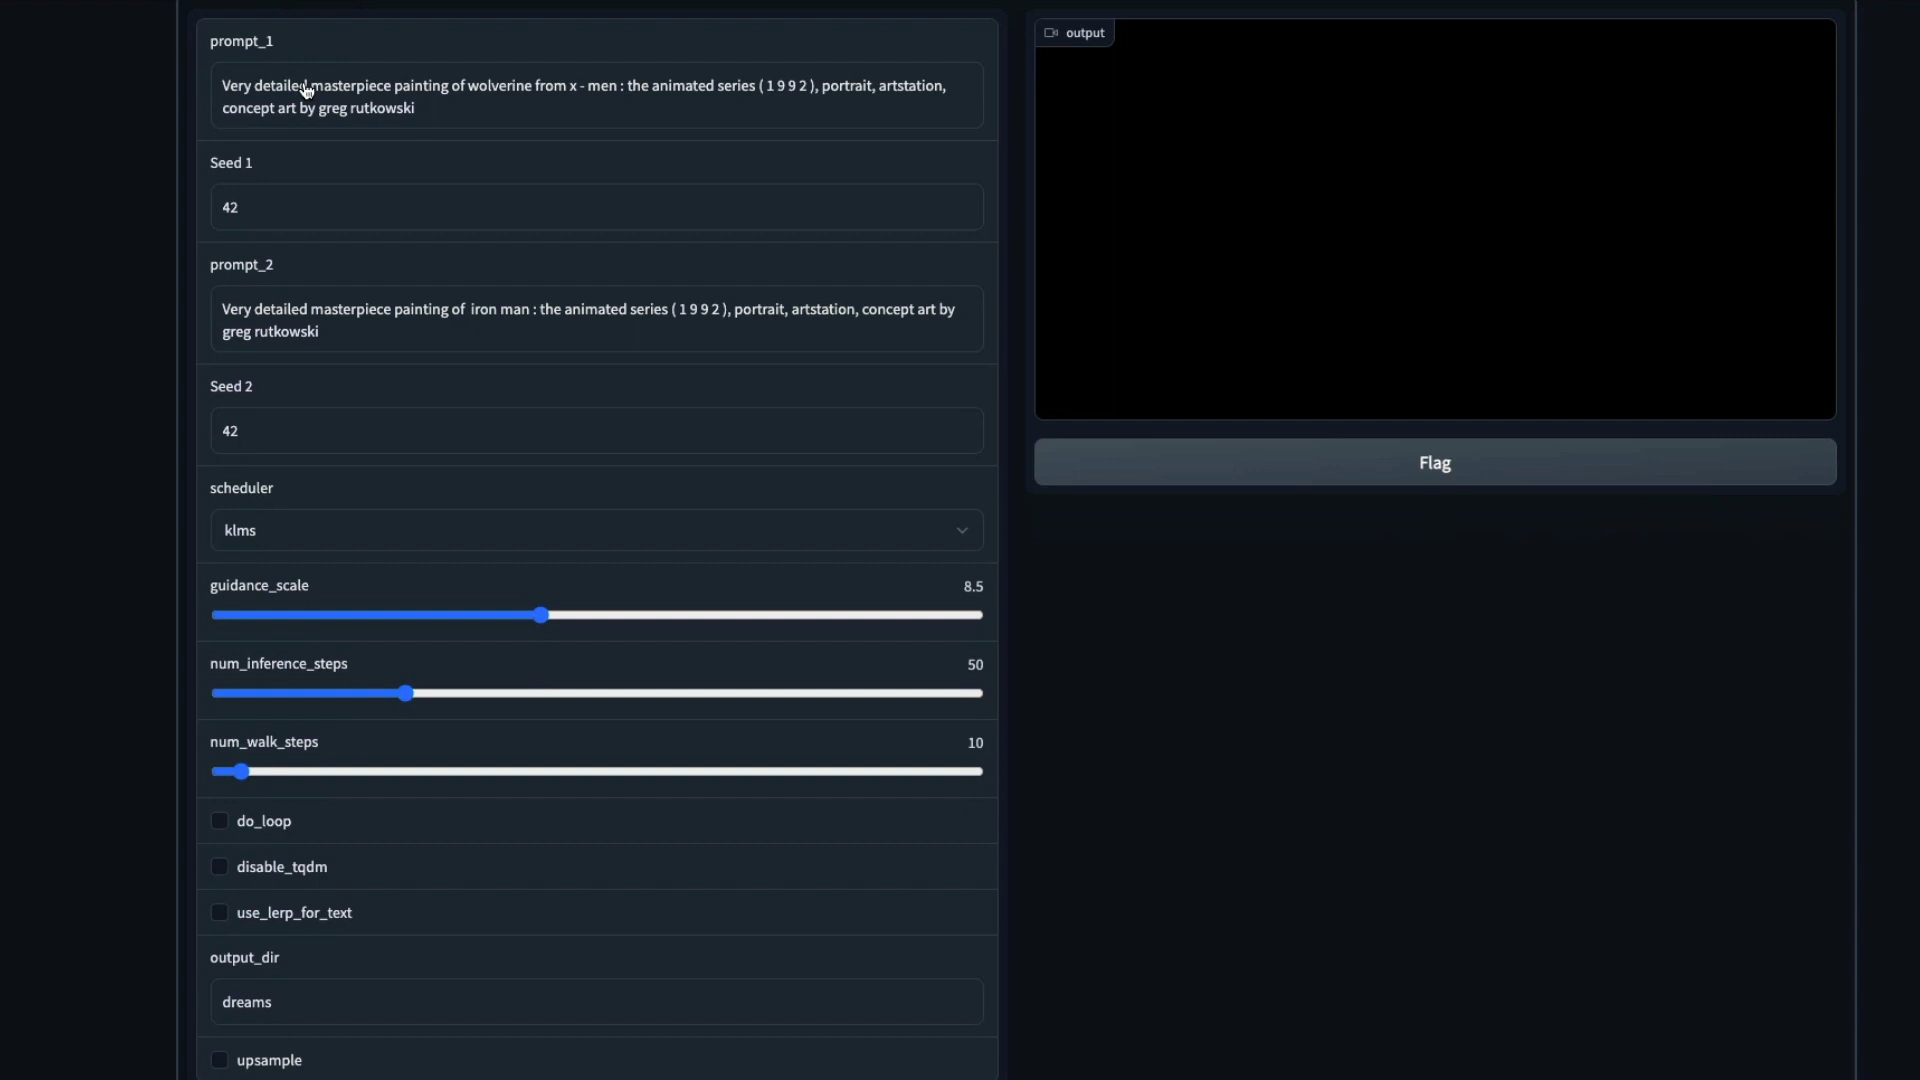 prompt_1
Very detailed masterpiece painting of wolverine from x - men : the animated series ( 1 9 9 2 ), portrait, artstation,
concept art by greg rutkowski
Seed 1
42
prompt_2
Very detailed masterpiece painting of iron man : the animated series ( 1 9 9 2 ), portrait, artstation, concept art by
greg rutkowski
Seed 2
42
scheduler
klms
guidance_scale
8.5
num_inference_steps
50
num_walk_steps
10
do_loop
disable_tqdm
use_lerp_for_text
output_dir
dreams
upsample
output
Flag